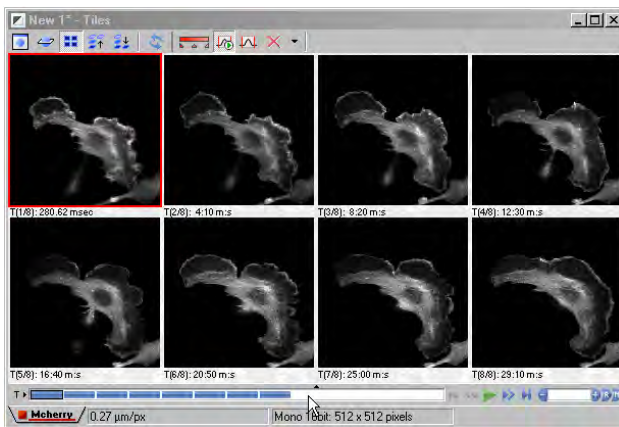 New 1* - Tiles
T(1/8): 280.62 msec
T(2/8): 4:10 m:s
T(3/8): 8:20 m:s
T(4/8): 12:30 m:s
T(5/8): 16:40 m:s
T(6/8): 20:50 m:s
T(7/8): 25:00 m:s
T(8/8): 29:10 m:s
T
Mcherry 0.27 µm/px Mono 16bit: 512 x 512 pixels